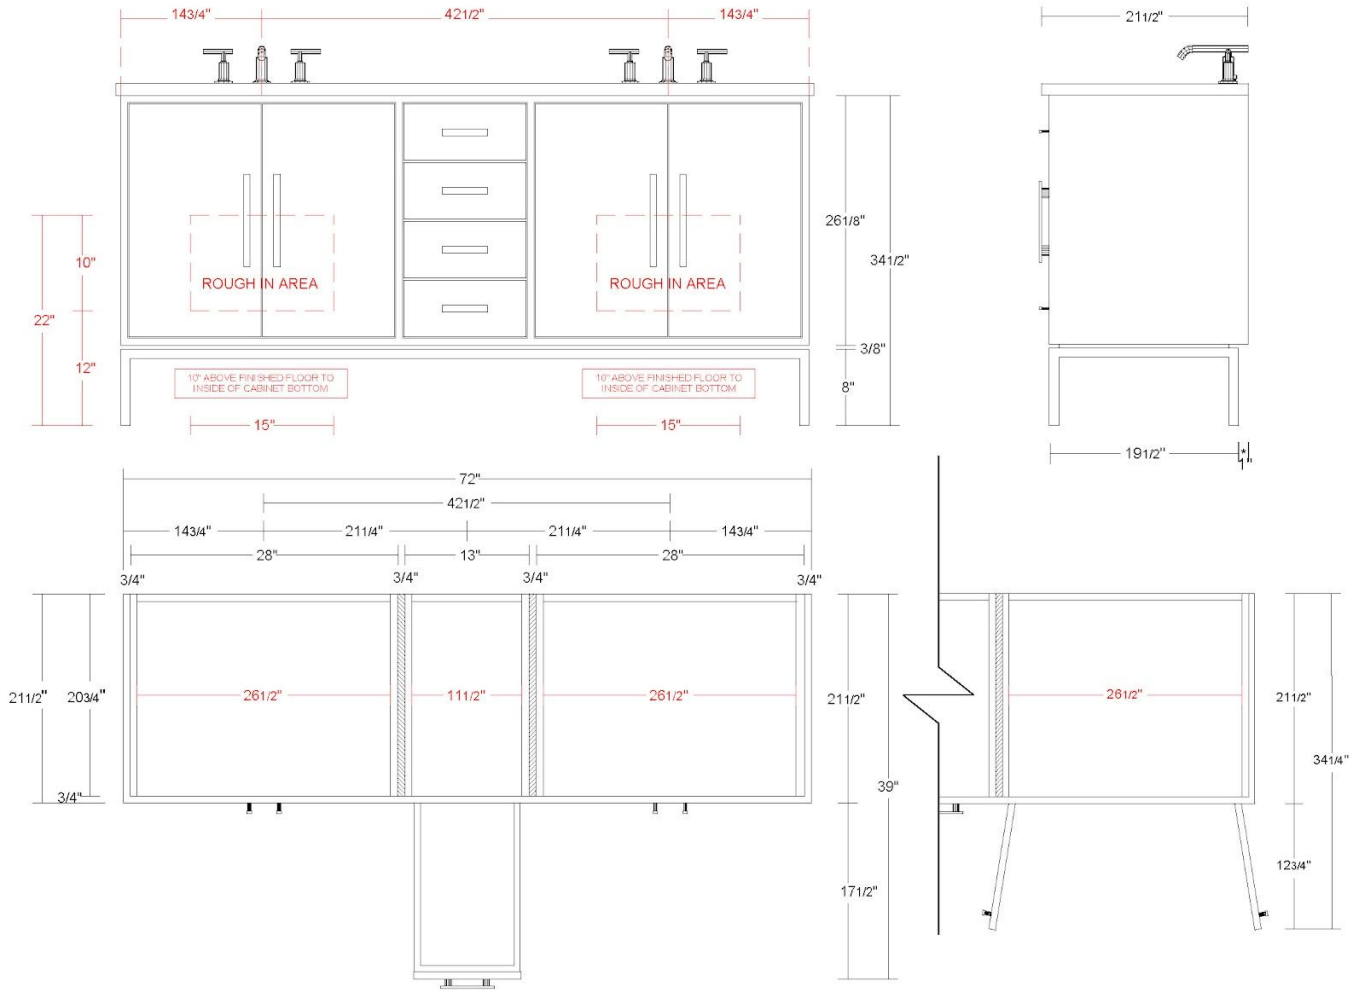 143/4" 421/2" 143/4"
211/2"
261/8"
341/2"
10"
ROUGH IN AREA ROUGH IN AREA
22"
3/8"
12"
10" ABOVE FINISHED FLOOR TO
INSIDE OF CABINET BOTTOM
10" ABOVE FINISHED FLOOR TO
INSIDE OF CABINET BOTTOM
8"
15" 15"
191/2" *
1"
72"
421/2"
143/4" 211/4" 211/4" 143/4"
28" 13" 28"
3/4" 3/4" 3/4" 3/4"
211/2" 203/4" 261/2" 111/2" 261/2" 211/2" 261/2" 211/2"
341/4"
39"
3/4"
123/4"
171/2"